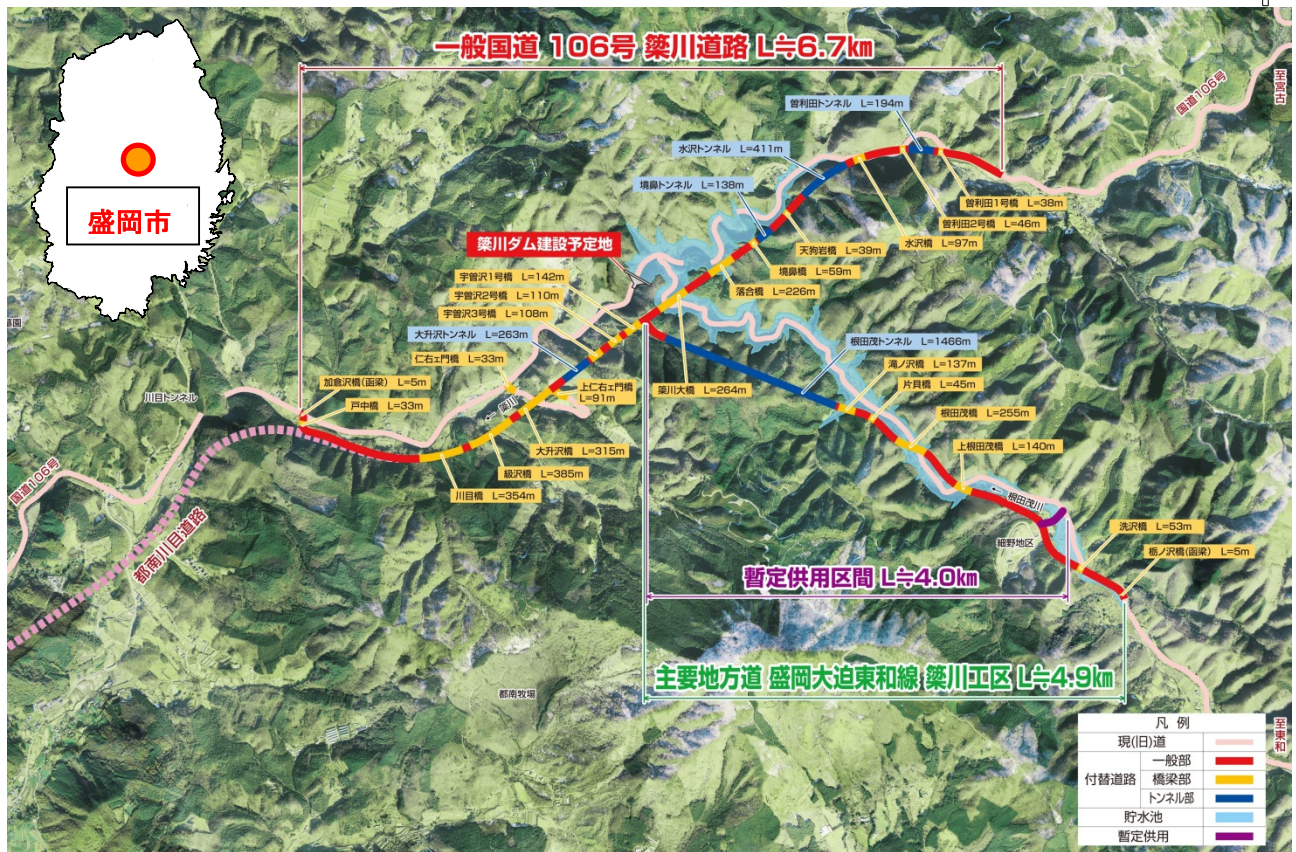 一般国道 106号 簗川道路 L≒6.7km
盛岡市
曽利田トンネル L=194m
国道106号
至宮古
水沢トンネル L=411m
境鼻トンネル L=138m
曽利田1号橋 L=38m
曽利田2号橋 L=46m
水沢橋 L=97m
天狗岩橋 L=39m
境鼻橋 L=59m
落合橋 L=226m
簗川ダム建設予定地
宇曽沢1号橋 L=142m
宇曽沢2号橋 L=110m
宇曽沢3号橋 L=108m
大升沢トンネル L=263m
仁右ェ門橋 L=33m
根田茂トンネル L=1466m
滝ノ沢橋 L=137m
片貝橋 L=45m
加倉沢橋(函梁) L=5m
戸中橋 L=33m
川目トンネル
上仁右ェ門橋
L=91m
簗川
簗川大橋 L=264m
根田茂橋 L=255m
上根田茂橋 L=140m
大升沢橋 L=315m
級沢橋 L=385m
川目橋 L=354m
国道106号
都南川目道路
根田茂川
細野地区
洗沢橋 L=53m
栃ノ沢橋(函梁) L=5m
暫定供用区間 L≒4.0km
主要地方道 盛岡大迫東和線 簗川工区 L≒4.9km
都南牧場
至東和
凡 例
現(旧)道
付替道路
一般部
橋梁部
トンネル部
貯水池
暫定供用